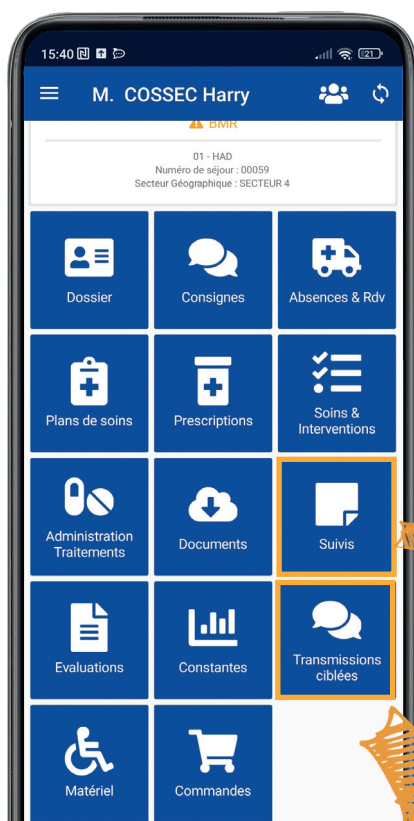 15:40
21
M. COSSEC Harry
BMR
01 - HAD
Numéro de séjour : 00059
Secteur Géographique : SECTEUR 4
Dossier
Consignes
Absences & Rdv
Plans de soins
Prescriptions
Soins &
Interventions
Administration
Traitements
Documents
Suivis
Evaluations
Constantes
Transmissions
ciblées
Matériel
Commandes